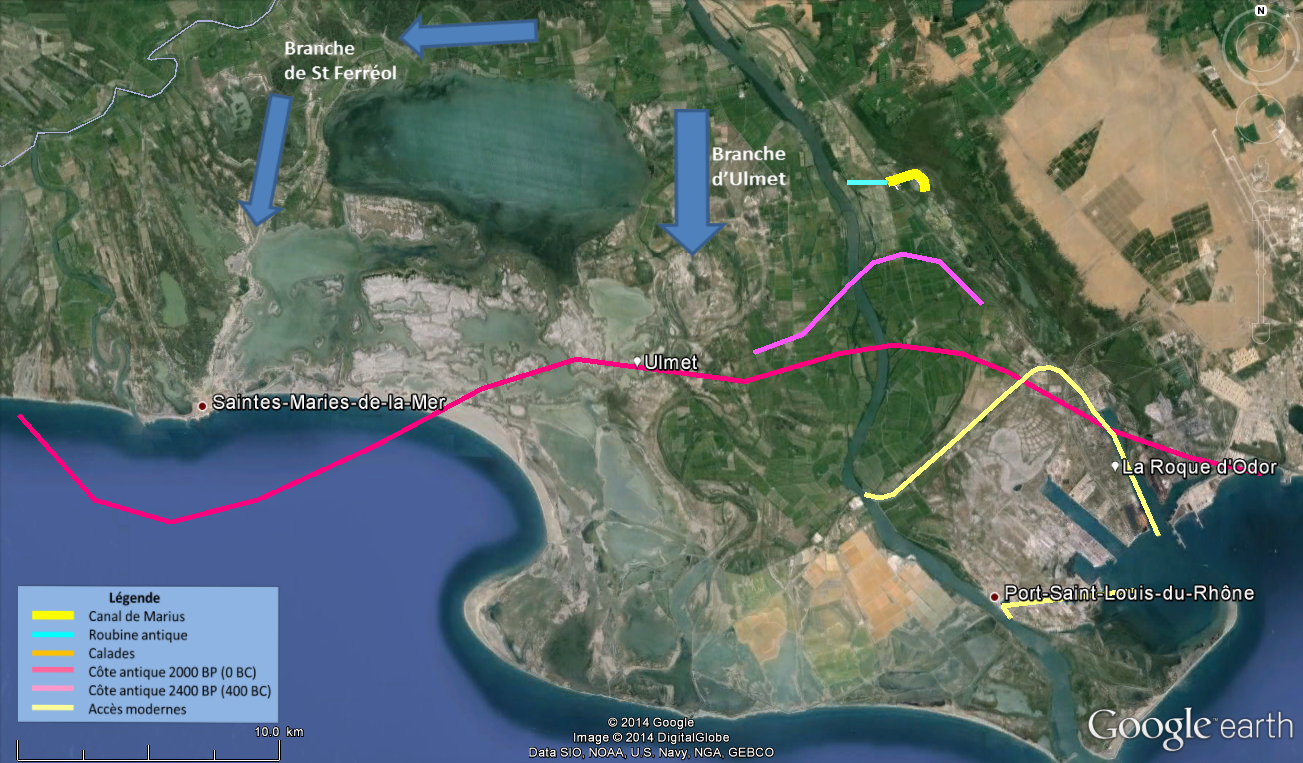 N
Branche
de St Ferréol
Branche
d'Ulmet
Ulmet
Saintes-Maries-de-la-Mer
La Roque d'Odor
Port-Saint-Louis-du-Rhône
Légende
Canal de Marius
Roubine antique
Calades
Côte antique 2000 BP (0 BC)
Côte antique 2400 BP (400 BC)
Accès modernes
10.0 km
© 2014 Google
Image © 2014 DigitalGlobe
Data SIO, NOAA, U.S. Navy, NGA, GEBCO
Google earth